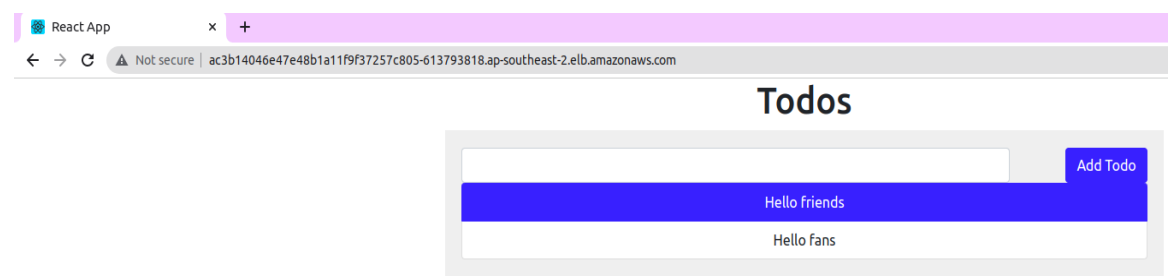 React App
Not secure ac3b14046e47e48b1a11f9f37257c805-613793818.ap-southeast-2.elb.amazonaws.com
Todos
Add Todo
Hello friends
Hello fans